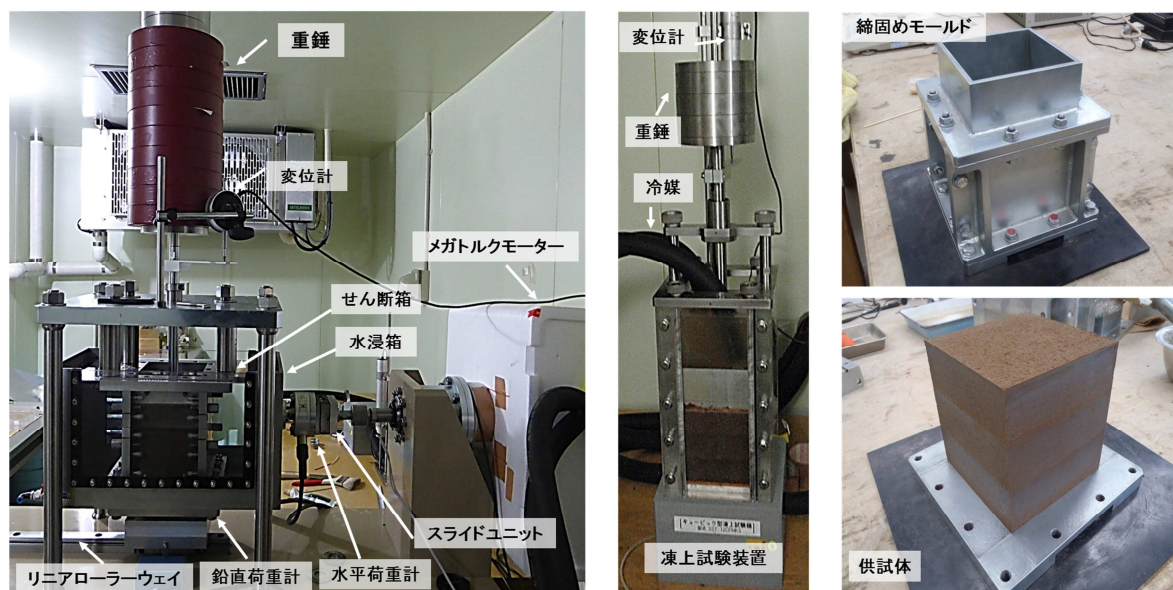 重錘
変位計
メガトルクモーター
せん断箱
水浸箱
スライドユニット
水平荷重計
鉛直荷重計
リニアローラーウェイ
変位計
重錘
冷媒
凍上試験装置
締固めモールド
供試体